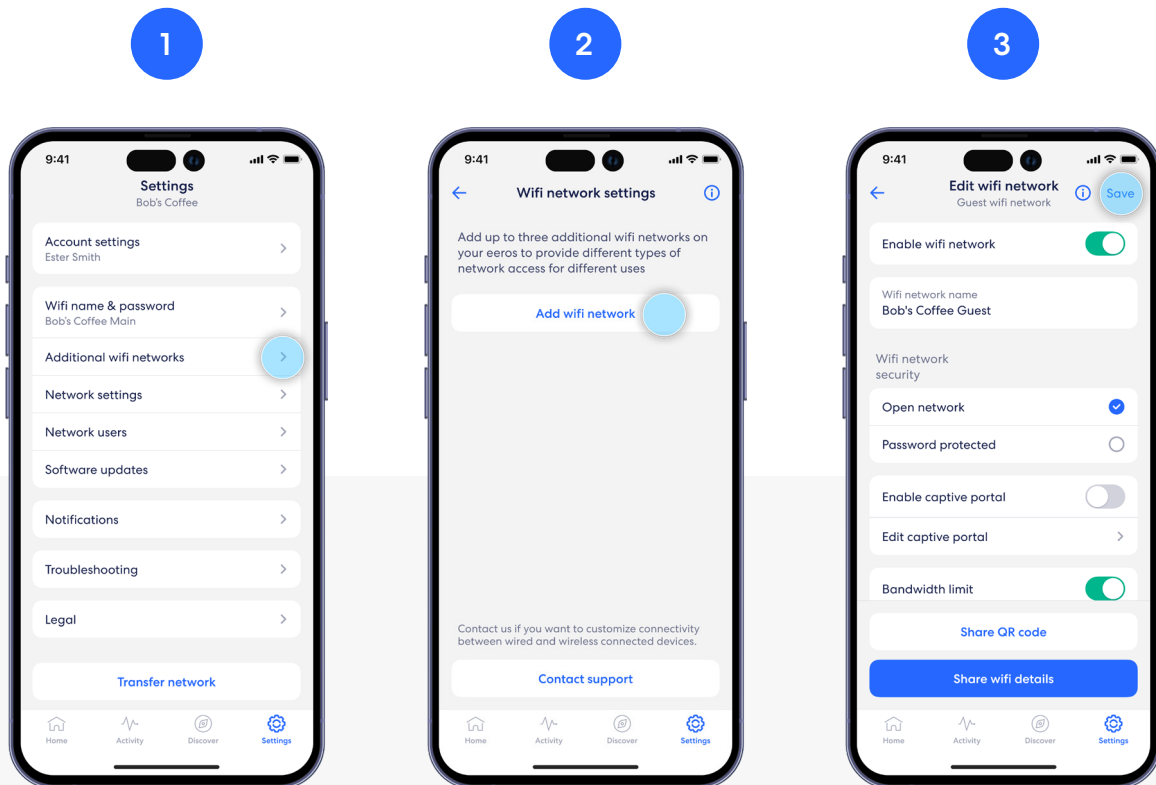 1
2
3
9:41
Settings
Bob's Coffee
Account settings
Ester Smith
Wifi name & password
Bob's Coffee Main
Additional wifi networks
Network settings
Network users
Software updates
Notifications
Troubleshooting
Legal
Transfer network
Home
Activity
Discover
Settings
9:41
Wifi network settings
Add up to three additional wifi networks on
your eeros to provide different types of
network access for different uses
Add wifi network
Contact us if you want to customize connectivity
between wired and wireless connected devices.
Contact support
Home
Activity
Discover
Settings
9:41
Edit wifi network
Guest wifi network
Save
Enable wifi network
Wifi network name
Bob's Coffee Guest
Wifi network
security
Open network
Password protected
Enable captive portal
Edit captive portal
Bandwidth limit
Share QR code
Share wifi details
Home
Activity
Discover
Settings